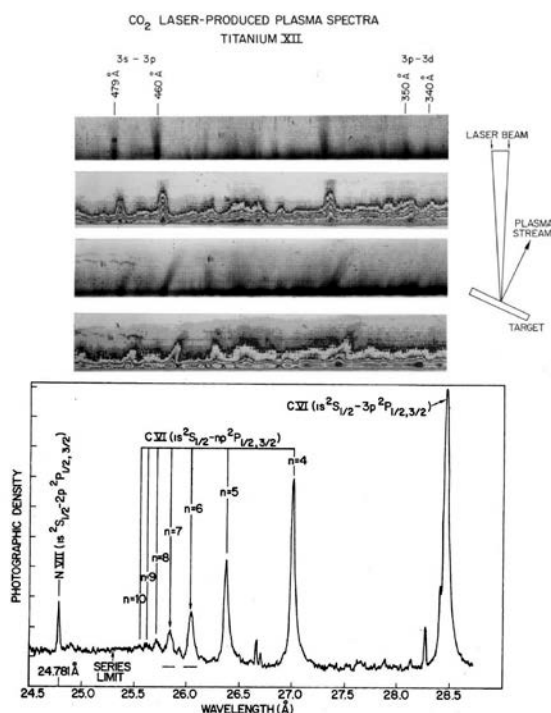 CO₂ LASER-PRODUCED PLASMA SPECTRA
TITANIUM XII
3s - 3p
3p - 3d
479 Å
460 Å
350 Å
340 Å
LASER BEAM
PLASMA
STREAM
TARGET
PHOTOGRAPHIC DENSITY
N VII (1s ²S₁/₂-2p ²P₁/₂,₃/₂)
C VI (1s ²S₁/₂-np ²P₁/₂,₃/₂)
C VI (1s ²S₁/₂-3p ²P₁/₂,₃/₂)
n=4
n=5
n=6
n=7
n=8
n=9
n=10
24.781 Å
SERIES
LIMIT
24.5 25.0 25.5 26.0 26.5 27.0 27.5 28.0 28.5
WAVELENGTH (Å)